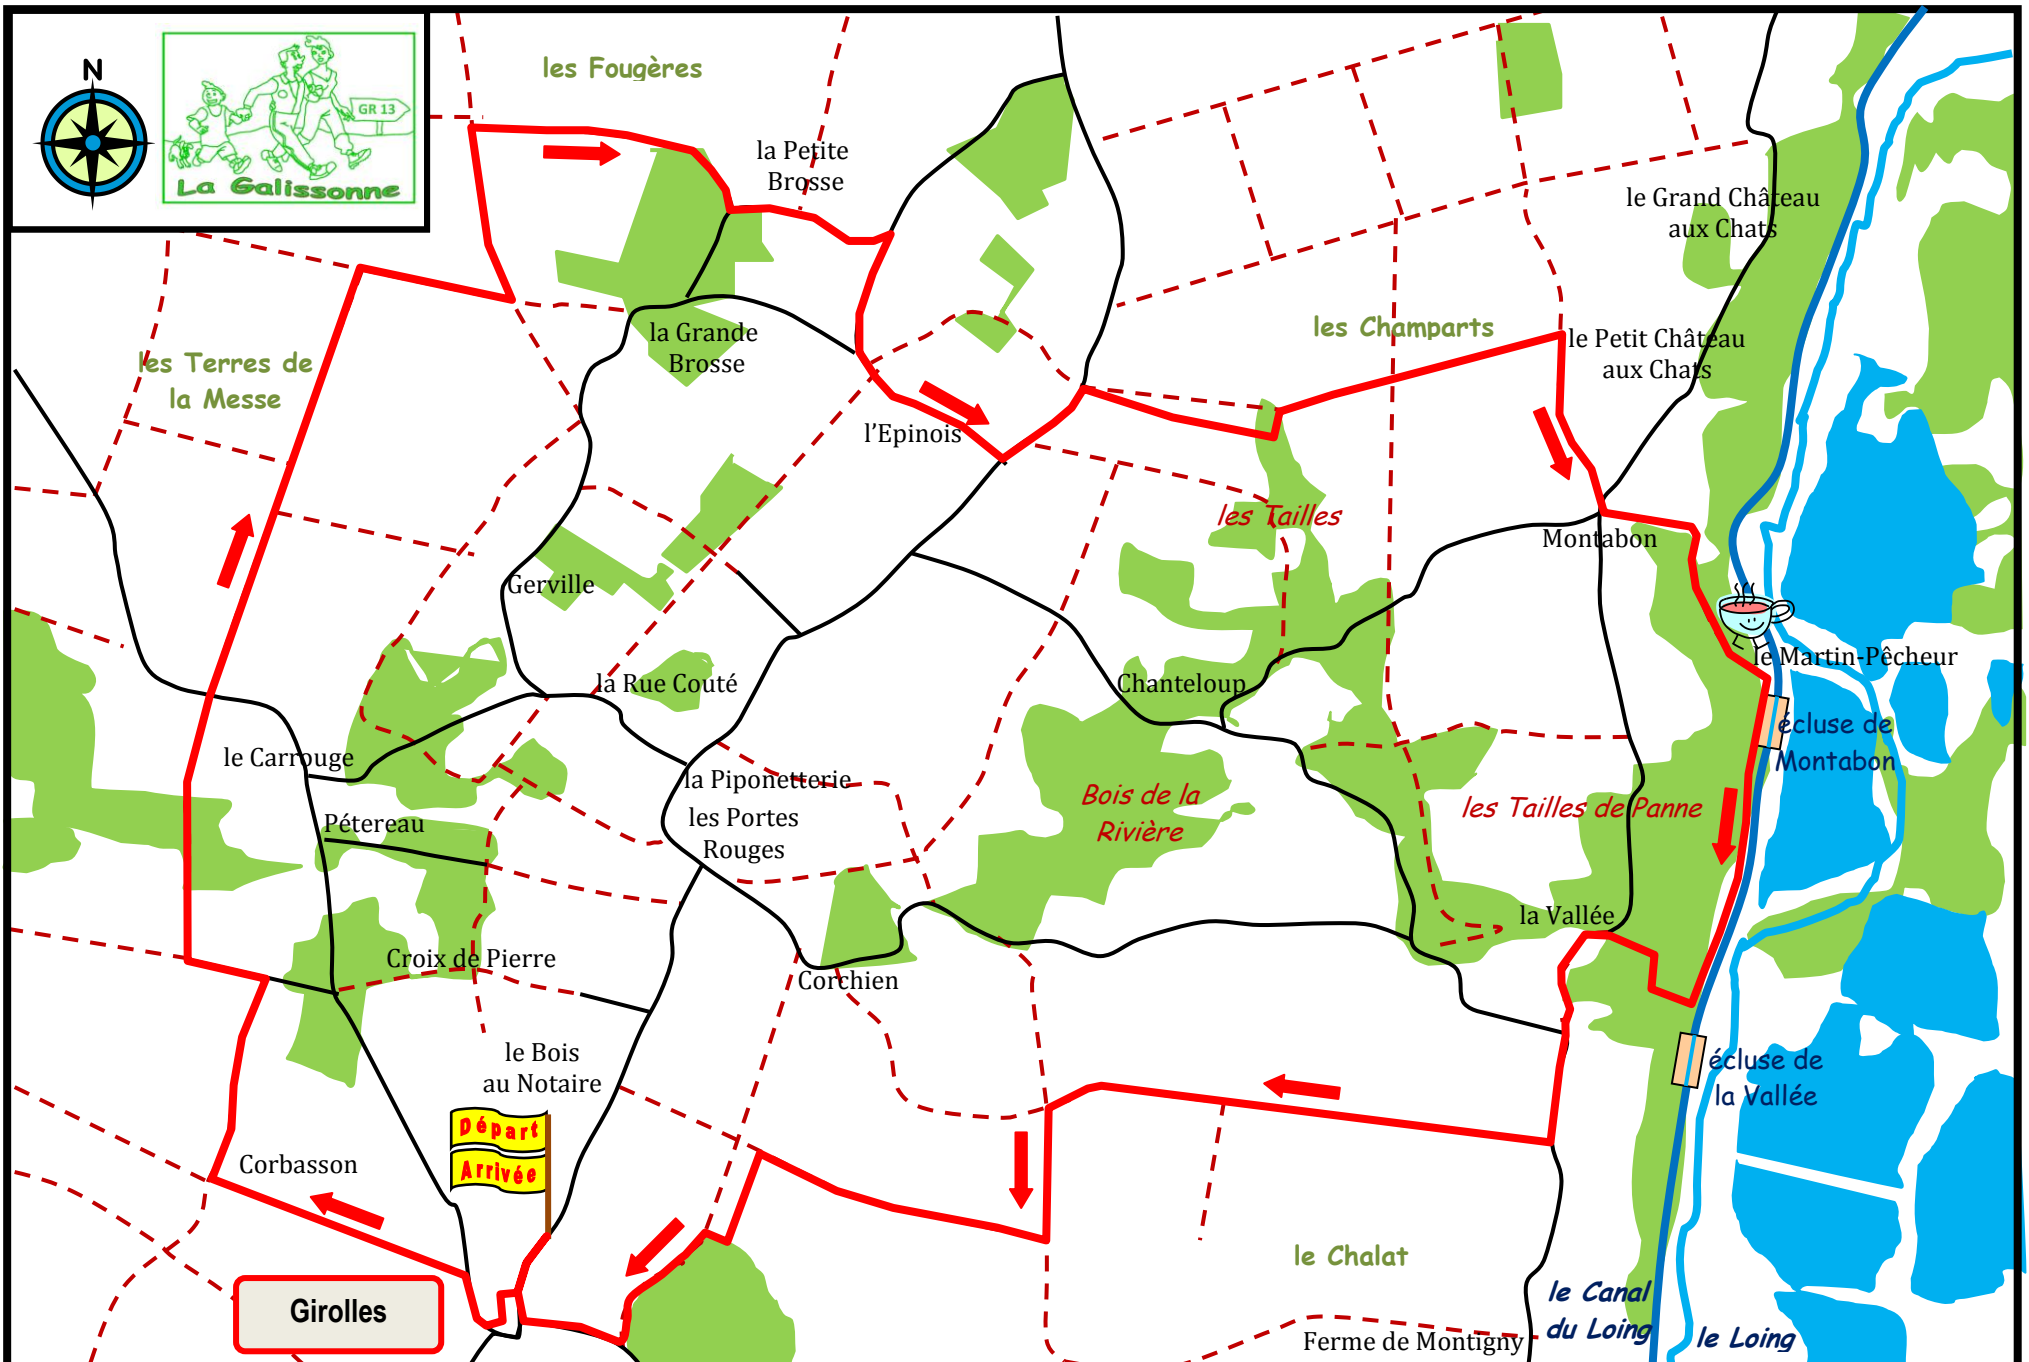 N
GR 13
La Galissonne
les Fougères
la Petite
Brosse
le Grand Château
aux Chats
les Champarts
le Petit Château
aux Chats
la Grande
Brosse
les Terres de
la Messe
l'Epinois
les Tailles
Montabon
Gerville
le Martin-Pêcheur
la Rue Couté
Chanteloup
écluse de
Montabon
le Carrouge
la Piponetterie
Bois de la
Rivière
les Tailles de Panne
Pétereau
les Portes
Rouges
la Vallée
Croix de Pierre
Corchien
le Bois
au Notaire
écluse de
la Vallée
Départ
Arrivée
Corbasson
le Chalat
Girolles
le Canal
du Loing
le Loing
Ferme de Montigny